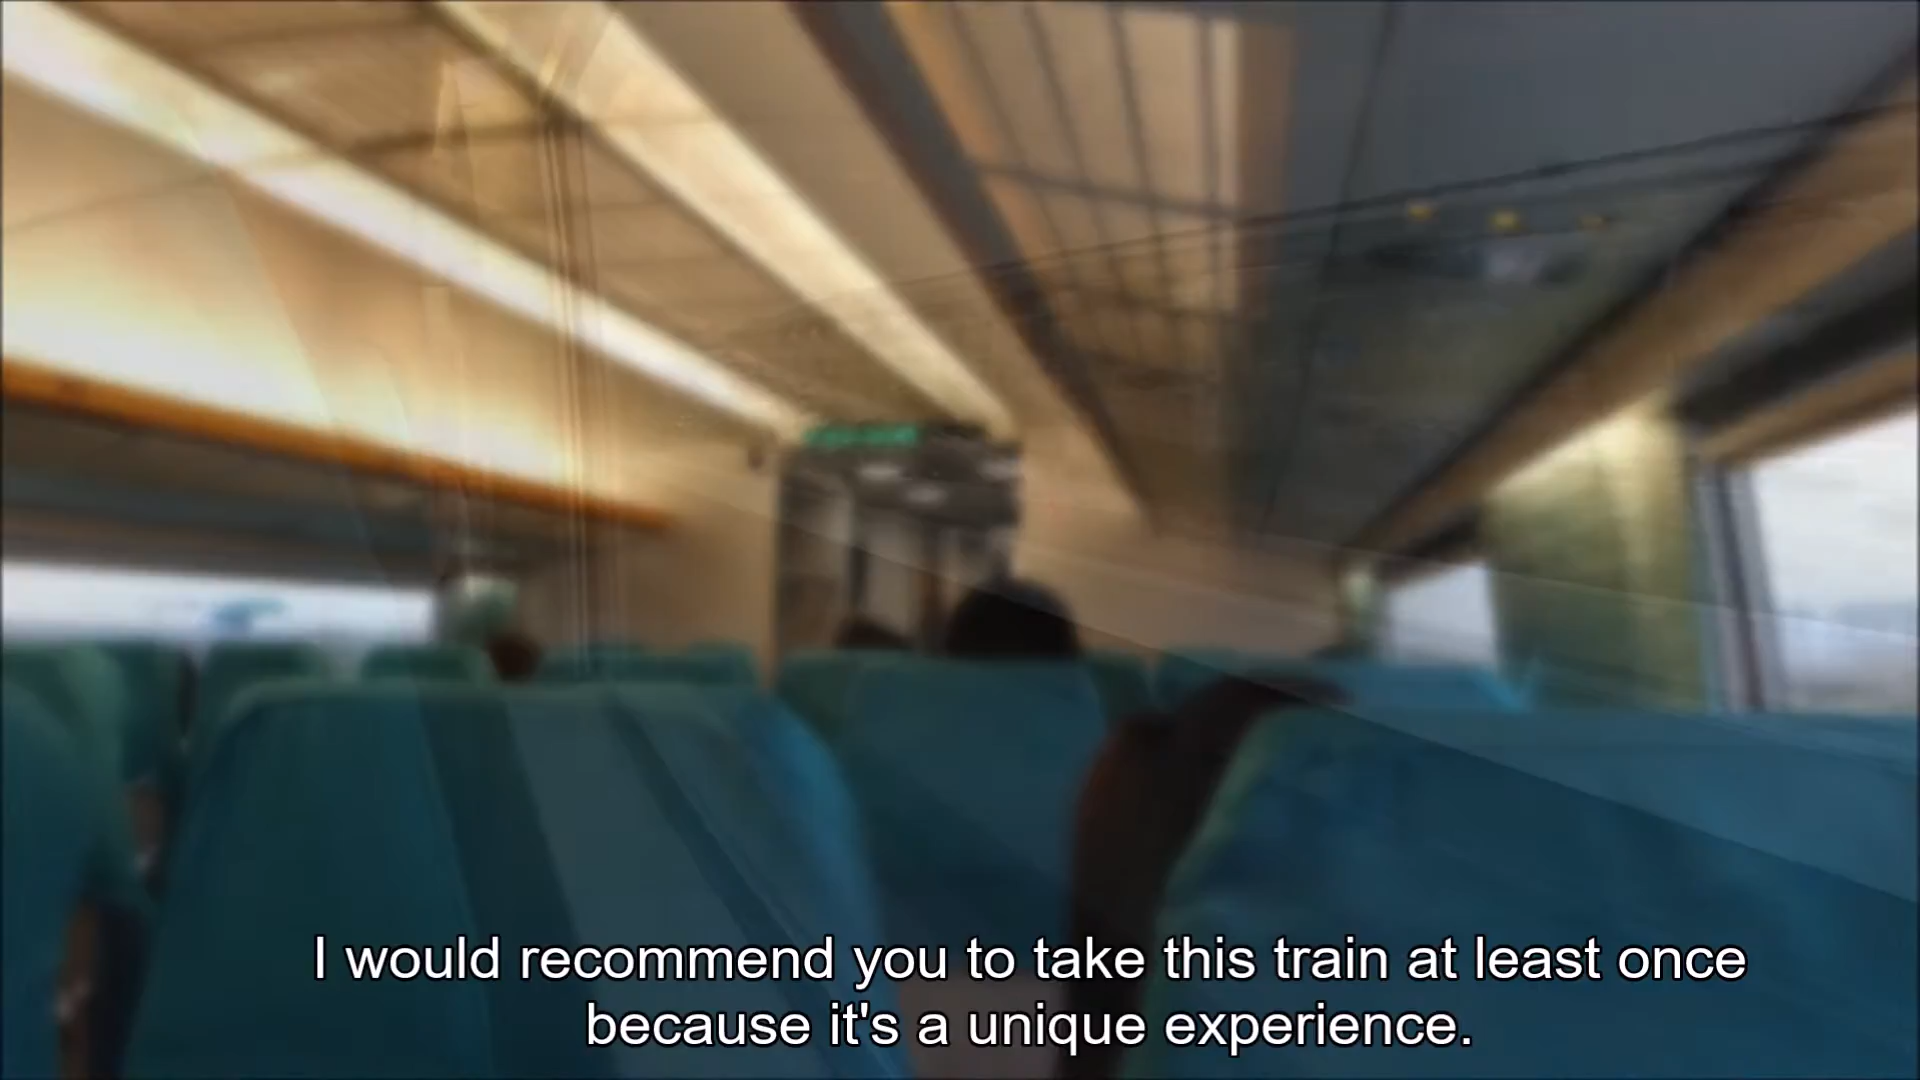 I would recommend you to take this train at least once
because it's a unique experience.